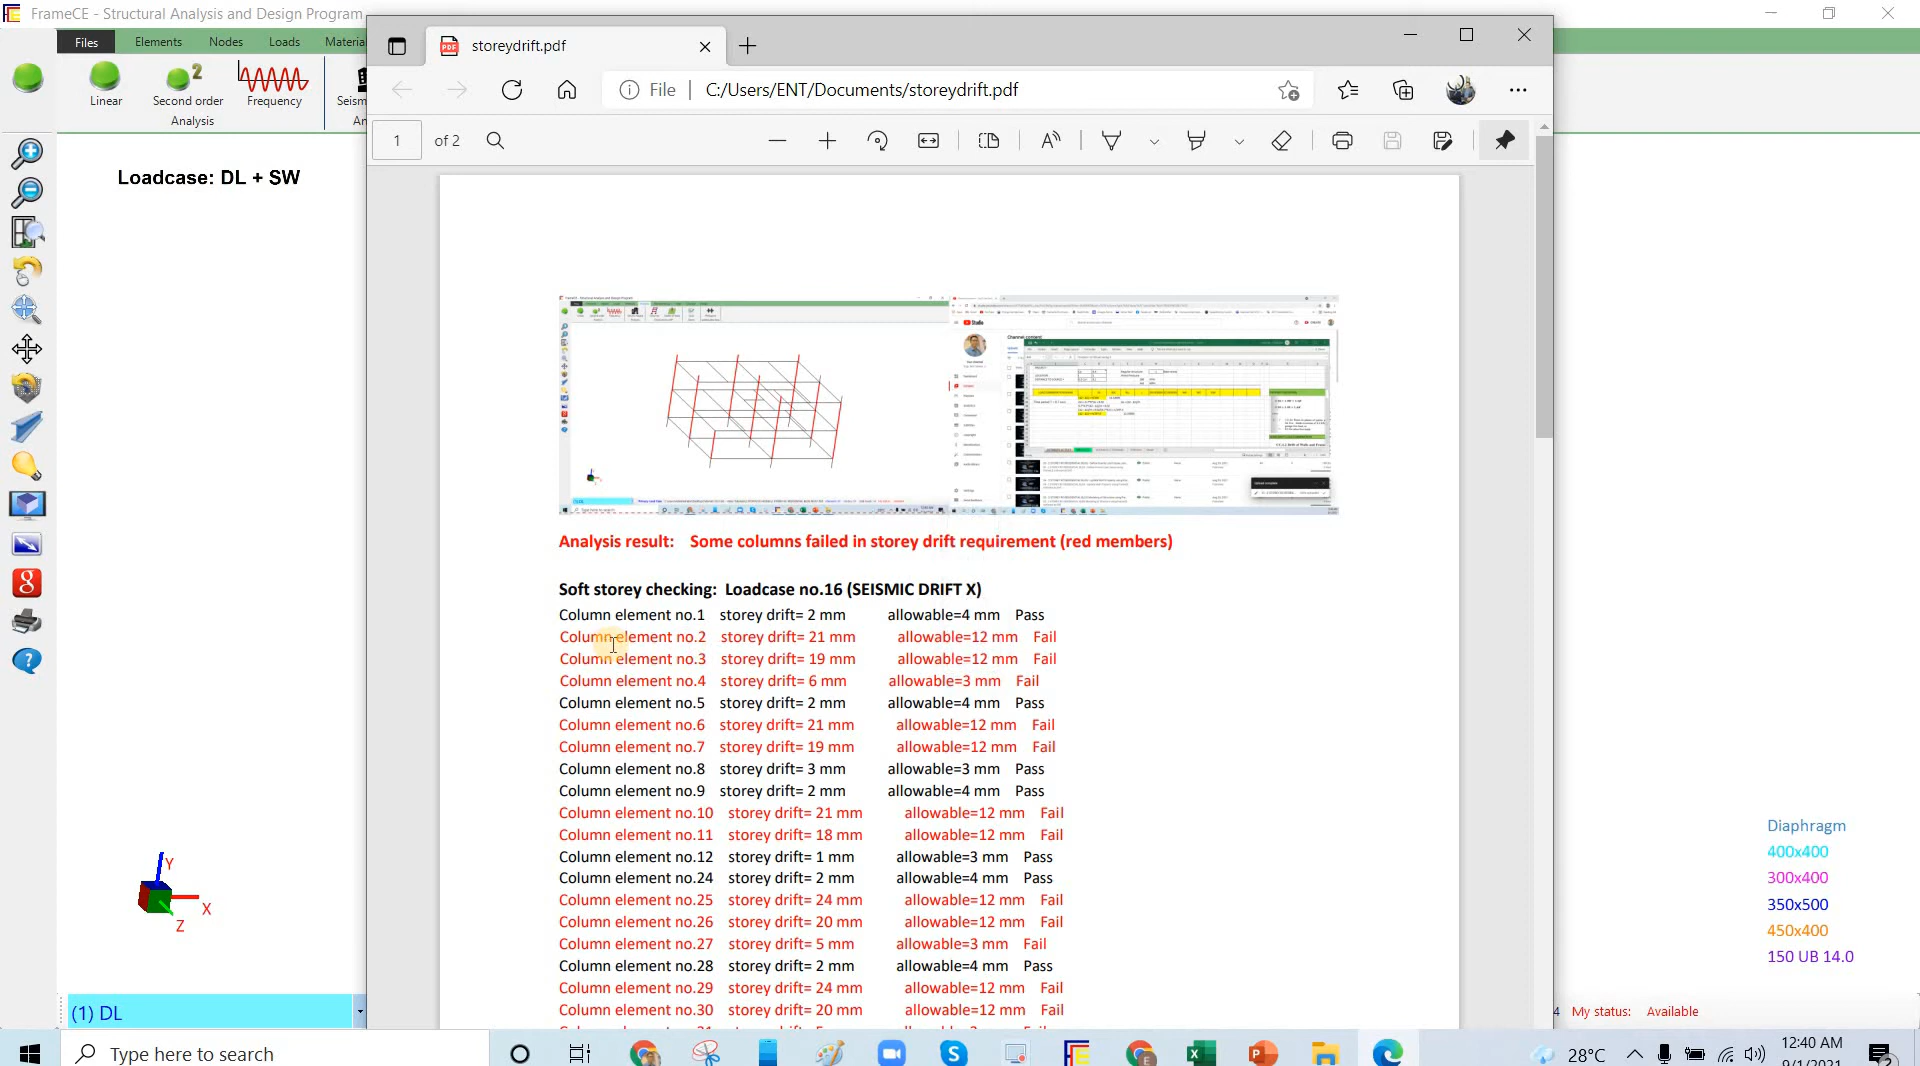 FrameCE - Structural Analysis and Design Program
storeydrift.pdf
Files Elements Nodes Loads
File C:/Users/ENT/Documents/storeydrift.pdf
Linear Second order Frequency
Analysis
1 of 2
Loadcase: DL + SW
Analysis result: Some columns failed in storey drift requirement (red members)
Soft storey checking: Loadcase no.16 (SEISMIC DRIFT X)
Column element no.1 storey drift= 2 mm allowable=4 mm Pass
Column element no.2 storey drift= 21 mm allowable=12 mm Fail
Column element no.3 storey drift= 19 mm allowable=12 mm Fail
Column element no.4 storey drift= 6 mm allowable=3 mm Fail
Column element no.5 storey drift= 2 mm allowable=4 mm Pass
Column element no.6 storey drift= 21 mm allowable=12 mm Fail
Column element no.7 storey drift= 19 mm allowable=12 mm Fail
Column element no.8 storey drift= 3 mm allowable=3 mm Pass
Column element no.9 storey drift= 2 mm allowable=4 mm Pass
Column element no.10 storey drift= 21 mm allowable=12 mm Fail
Column element no.11 storey drift= 18 mm allowable=12 mm Fail
Column element no.12 storey drift= 1 mm allowable=3 mm Pass
Column element no.24 storey drift= 2 mm allowable=4 mm Pass
Column element no.25 storey drift= 24 mm allowable=12 mm Fail
Column element no.26 storey drift= 20 mm allowable=12 mm Fail
Column element no.27 storey drift= 5 mm allowable=3 mm Fail
Column element no.28 storey drift= 2 mm allowable=4 mm Pass
Column element no.29 storey drift= 24 mm allowable=12 mm Fail
Column element no.30 storey drift= 20 mm allowable=12 mm Fail
Y
X
Z
Diaphragm
400x400
300x400
350x500
450x400
150 UB 14.0
(1) DL
4 My status: Available
Type here to search
28°C
12:40 AM
9/1/2021